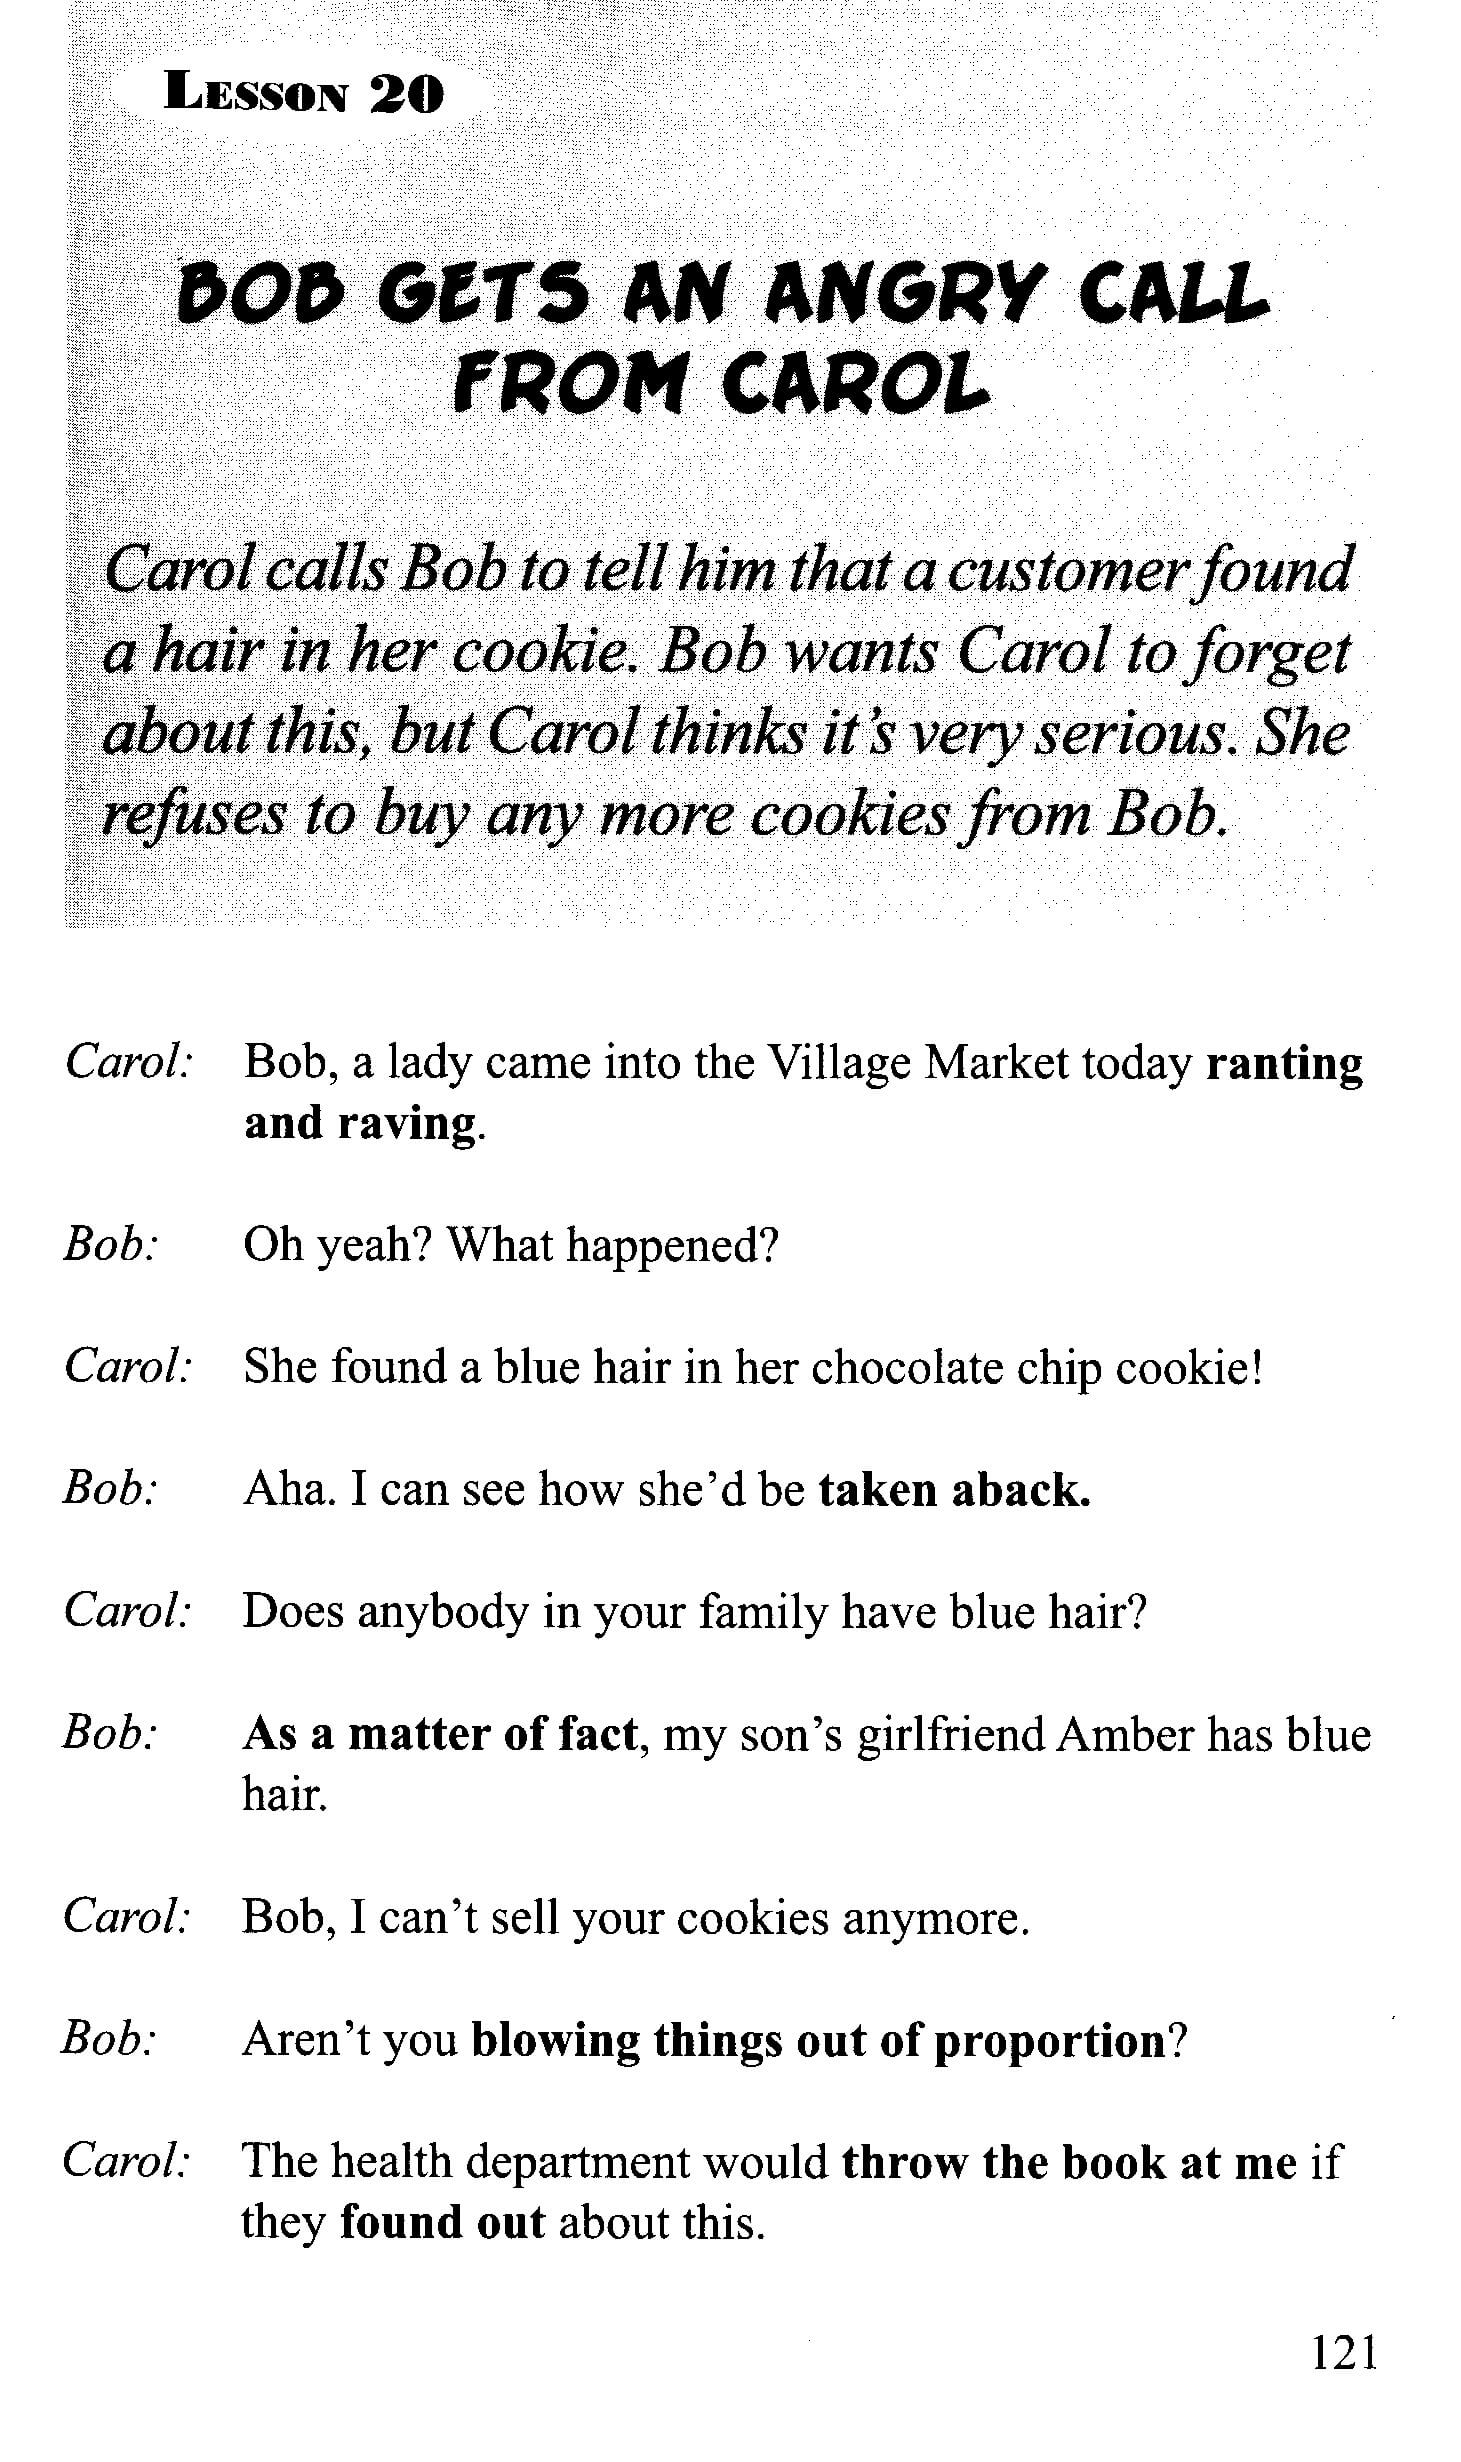 LESSON 20
BOB GETS AN ANGRY CALL
FROM CAROL
Carol calls Bob to tell him that a customer found
a hair in her cookie. Bob wants Carol to forget
about this, but Carol thinks it's very serious. She
refuses to buy any more cookies from Bob.
Carol: Bob, a lady came into the Village Market today ranting
and raving.
Bob: Oh yeah? What happened?
Carol: She found a blue hair in her chocolate chip cookie!
Bob: Aha. I can see how she'd be taken aback.
Carol: Does anybody in your family have blue hair?
Bob: As a matter of fact, my son's girlfriend Amber has blue
hair.
Carol: Bob, I can't sell your cookies anymore.
Bob: Aren't you blowing things out of proportion?
Carol: The health department would throw the book at me if
they found out about this.
121